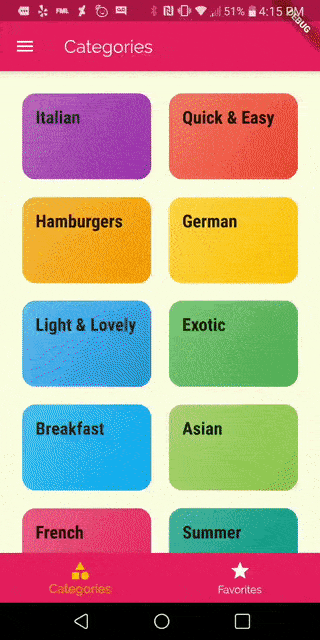 FML 51% 4:15 PM
DEBUG
Categories
Italian
Quick & Easy
Hamburgers
German
Light & Lovely
Exotic
Breakfast
Asian
French
Summer
Categories
Favorites